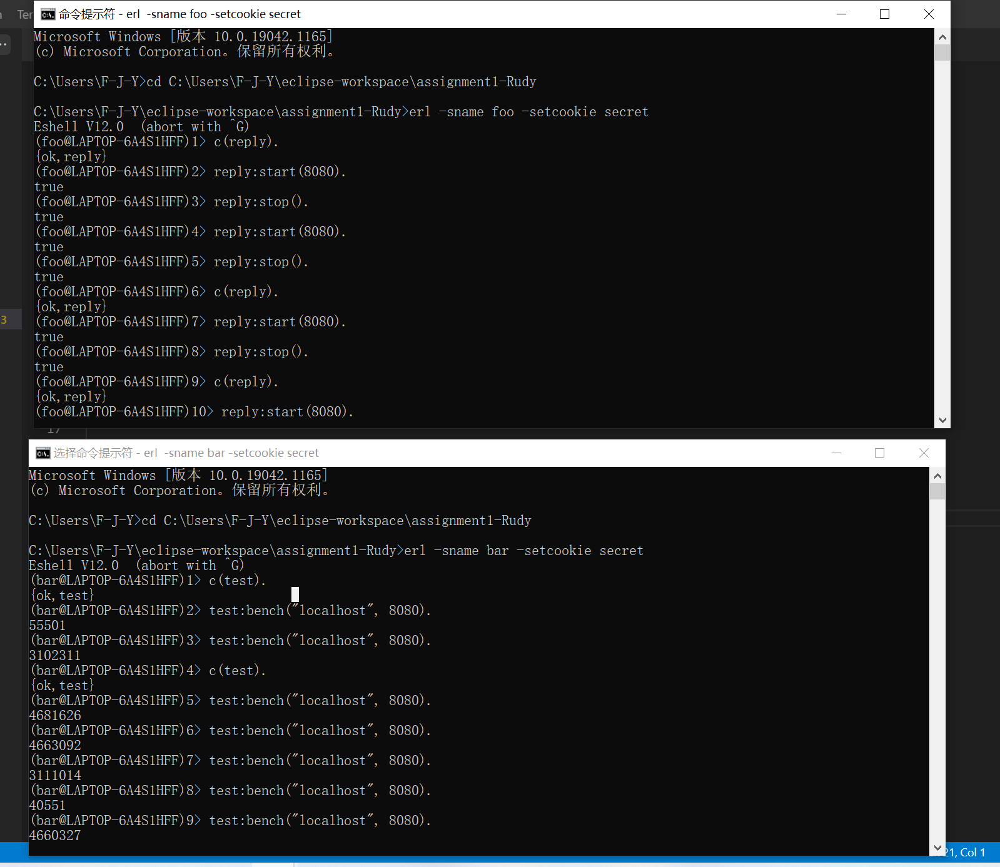 Ter
命令提示符 - erl  -sname foo -setcookie secret
Microsoft Windows [版本 10.0.19042.1165]
(c) Microsoft Corporation。保留所有权利。
C:\Users\F-J-Y>cd C:\Users\F-J-Y\eclipse-workspace\assignment1-Rudy
C:\Users\F-J-Y\eclipse-workspace\assignment1-Rudy>erl -sname foo -setcookie secret
Eshell V12.0  (abort with ^G)
(foo@LAPTOP-6A4S1HFF)1> c(reply).
{ok,reply}
(foo@LAPTOP-6A4S1HFF)2> reply:start(8080).
true
(foo@LAPTOP-6A4S1HFF)3> reply:stop().
true
(foo@LAPTOP-6A4S1HFF)4> reply:start(8080).
true
(foo@LAPTOP-6A4S1HFF)5> reply:stop().
true
(foo@LAPTOP-6A4S1HFF)6> c(reply).
{ok,reply}
(foo@LAPTOP-6A4S1HFF)7> reply:start(8080).
true
(foo@LAPTOP-6A4S1HFF)8> reply:stop().
true
(foo@LAPTOP-6A4S1HFF)9> c(reply).
{ok,reply}
(foo@LAPTOP-6A4S1HFF)10> reply:start(8080).
3
17
选择命令提示符 - erl  -sname bar -setcookie secret
Microsoft Windows [版本 10.0.19042.1165]
(c) Microsoft Corporation。保留所有权利。
C:\Users\F-J-Y>cd C:\Users\F-J-Y\eclipse-workspace\assignment1-Rudy
C:\Users\F-J-Y\eclipse-workspace\assignment1-Rudy>erl -sname bar -setcookie secret
Eshell V12.0  (abort with ^G)
(bar@LAPTOP-6A4S1HFF)1> c(test).
{ok,test}
(bar@LAPTOP-6A4S1HFF)2> test:bench("localhost", 8080).
55501
(bar@LAPTOP-6A4S1HFF)3> test:bench("localhost", 8080).
3102311
(bar@LAPTOP-6A4S1HFF)4> c(test).
{ok,test}
(bar@LAPTOP-6A4S1HFF)5> test:bench("localhost", 8080).
4681626
(bar@LAPTOP-6A4S1HFF)6> test:bench("localhost", 8080).
4663092
(bar@LAPTOP-6A4S1HFF)7> test:bench("localhost", 8080).
3111014
(bar@LAPTOP-6A4S1HFF)8> test:bench("localhost", 8080).
40551
(bar@LAPTOP-6A4S1HFF)9> test:bench("localhost", 8080).
4660327
21, Col 1